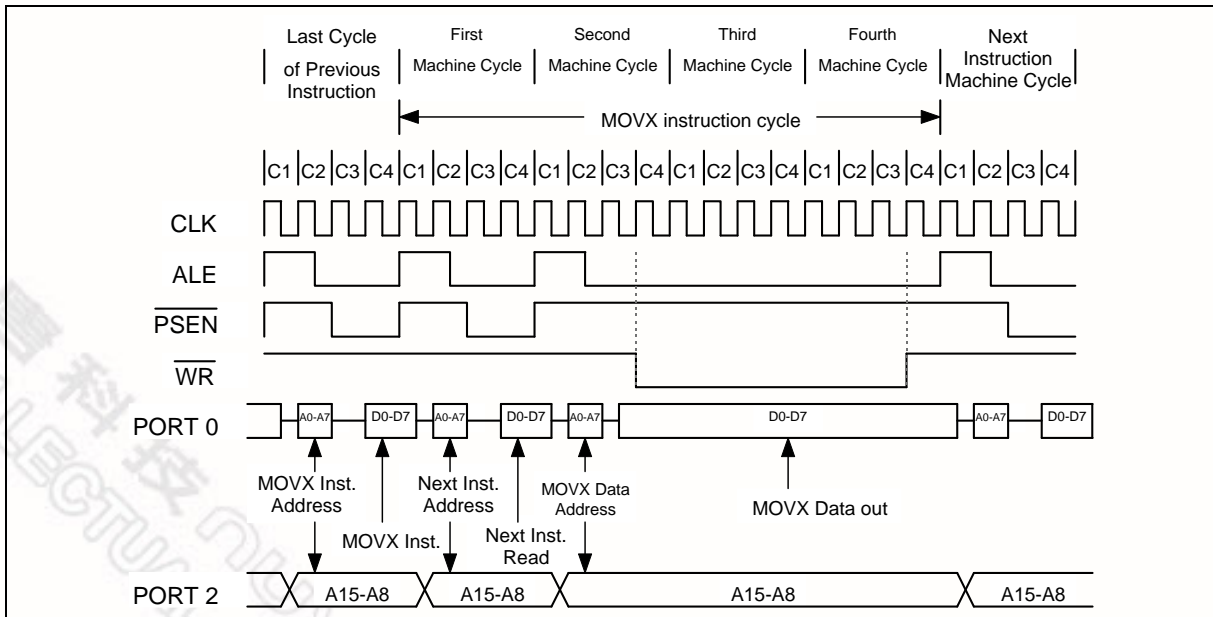 Last Cycle
of Previous
Instruction
First
Machine Cycle
Second
Machine Cycle
Third
Machine Cycle
Fourth
Machine Cycle
Next
Instruction
Machine Cycle
MOVX instruction cycle
C1 C2 C3 C4 C1 C2 C3 C4 C1 C2 C3 C4 C1 C2 C3 C4 C1 C2 C3 C4 C1 C2 C3 C4
CLK
ALE
PSEN
WR
PORT 0
A0-A7 D0-D7 A0-A7 D0-D7 A0-A7 D0-D7 A0-A7 D0-D7
MOVX Inst.
Address
MOVX Inst.
Next Inst.
Address
Next Inst.
Read
MOVX Data
Address
MOVX Data out
PORT 2
A15-A8 A15-A8 A15-A8 A15-A8